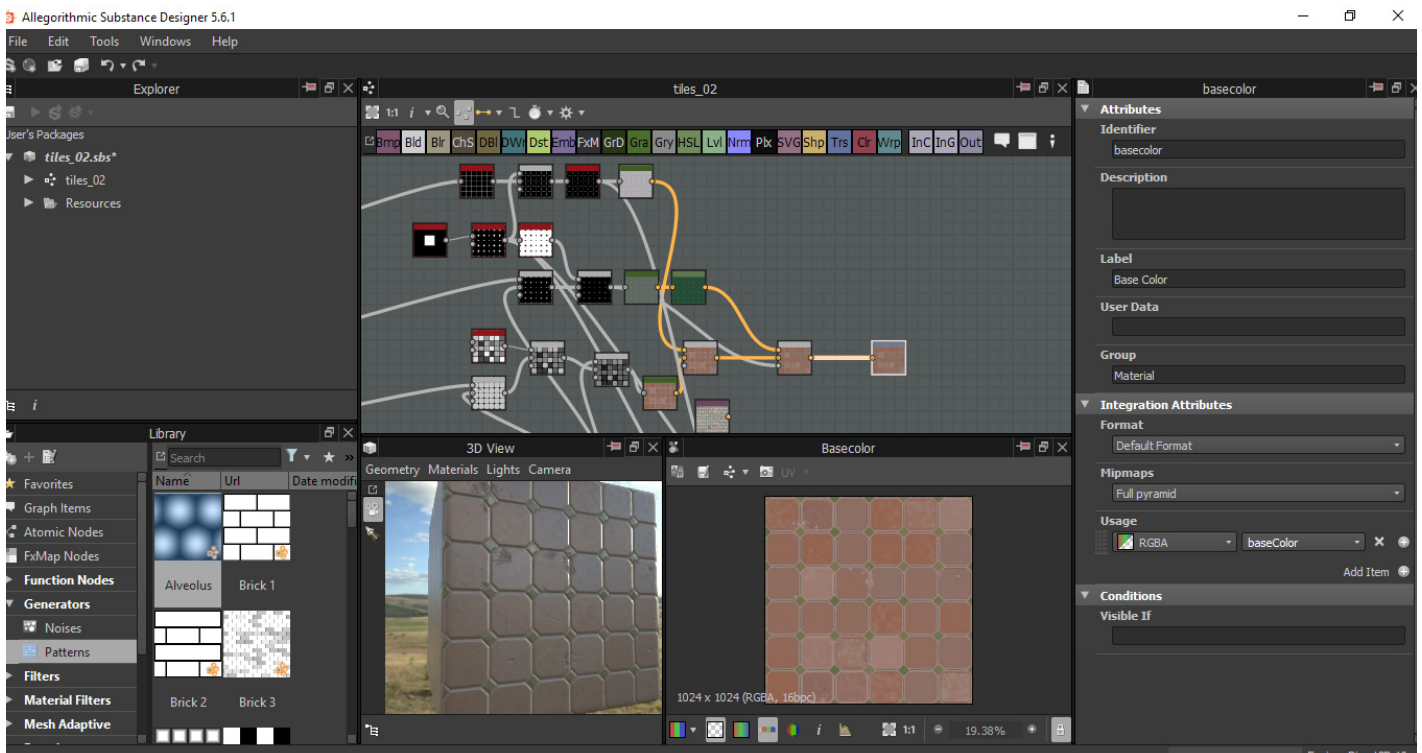 Allegorithmic Substance Designer 5.6.1
File Edit Tools Windows Help
Explorer
User's Packages
tiles_02.sbs*
tiles_02
Resources
Library
Search
Name Url Date modifi
Favorites
Graph Items
Atomic Nodes
FxMap Nodes
Function Nodes
Generators
Noises
Patterns
Filters
Material Filters
Mesh Adaptive
Alveolus Brick 1
Brick 2 Brick 3
tiles_02
1:1
Bmp Bld Blr ChS DBl DWr Dst Emb FxM GrD Gra Gry HSL Lvl Nrm Plx SVG Shp Trs Clr Wrp InC InG Out
3D View
Geometry Materials Lights Camera
Basecolor
UV
1024 x 1024 (RGBA, 16bpc)
1:1 19.38%
basecolor
Attributes
Identifier
basecolor
Description
Label
Base Color
User Data
Group
Material
Integration Attributes
Format
Default Format
Mipmaps
Full pyramid
Usage
RGBA baseColor
Add Item
Conditions
Visible If